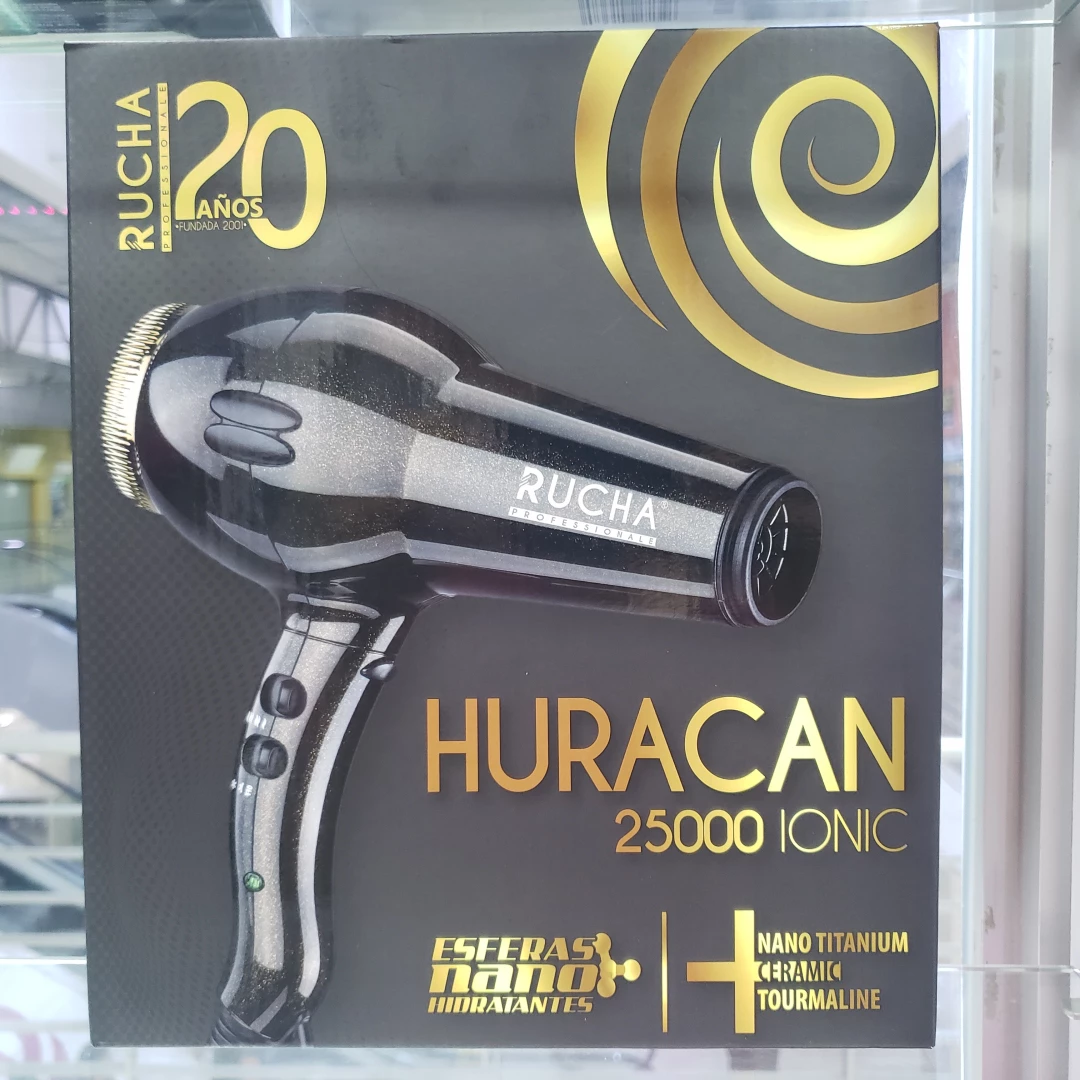 RUCHA
PROFESSIONALE
20
AÑOS
•FUNDADA 2001•
RUCHA®
PROFESSIONALE
HURACAN
25000 IONIC
ESFERAS
nano
HIDRATANTES
NANO TITANIUM
CERAMIC
TOURMALINE